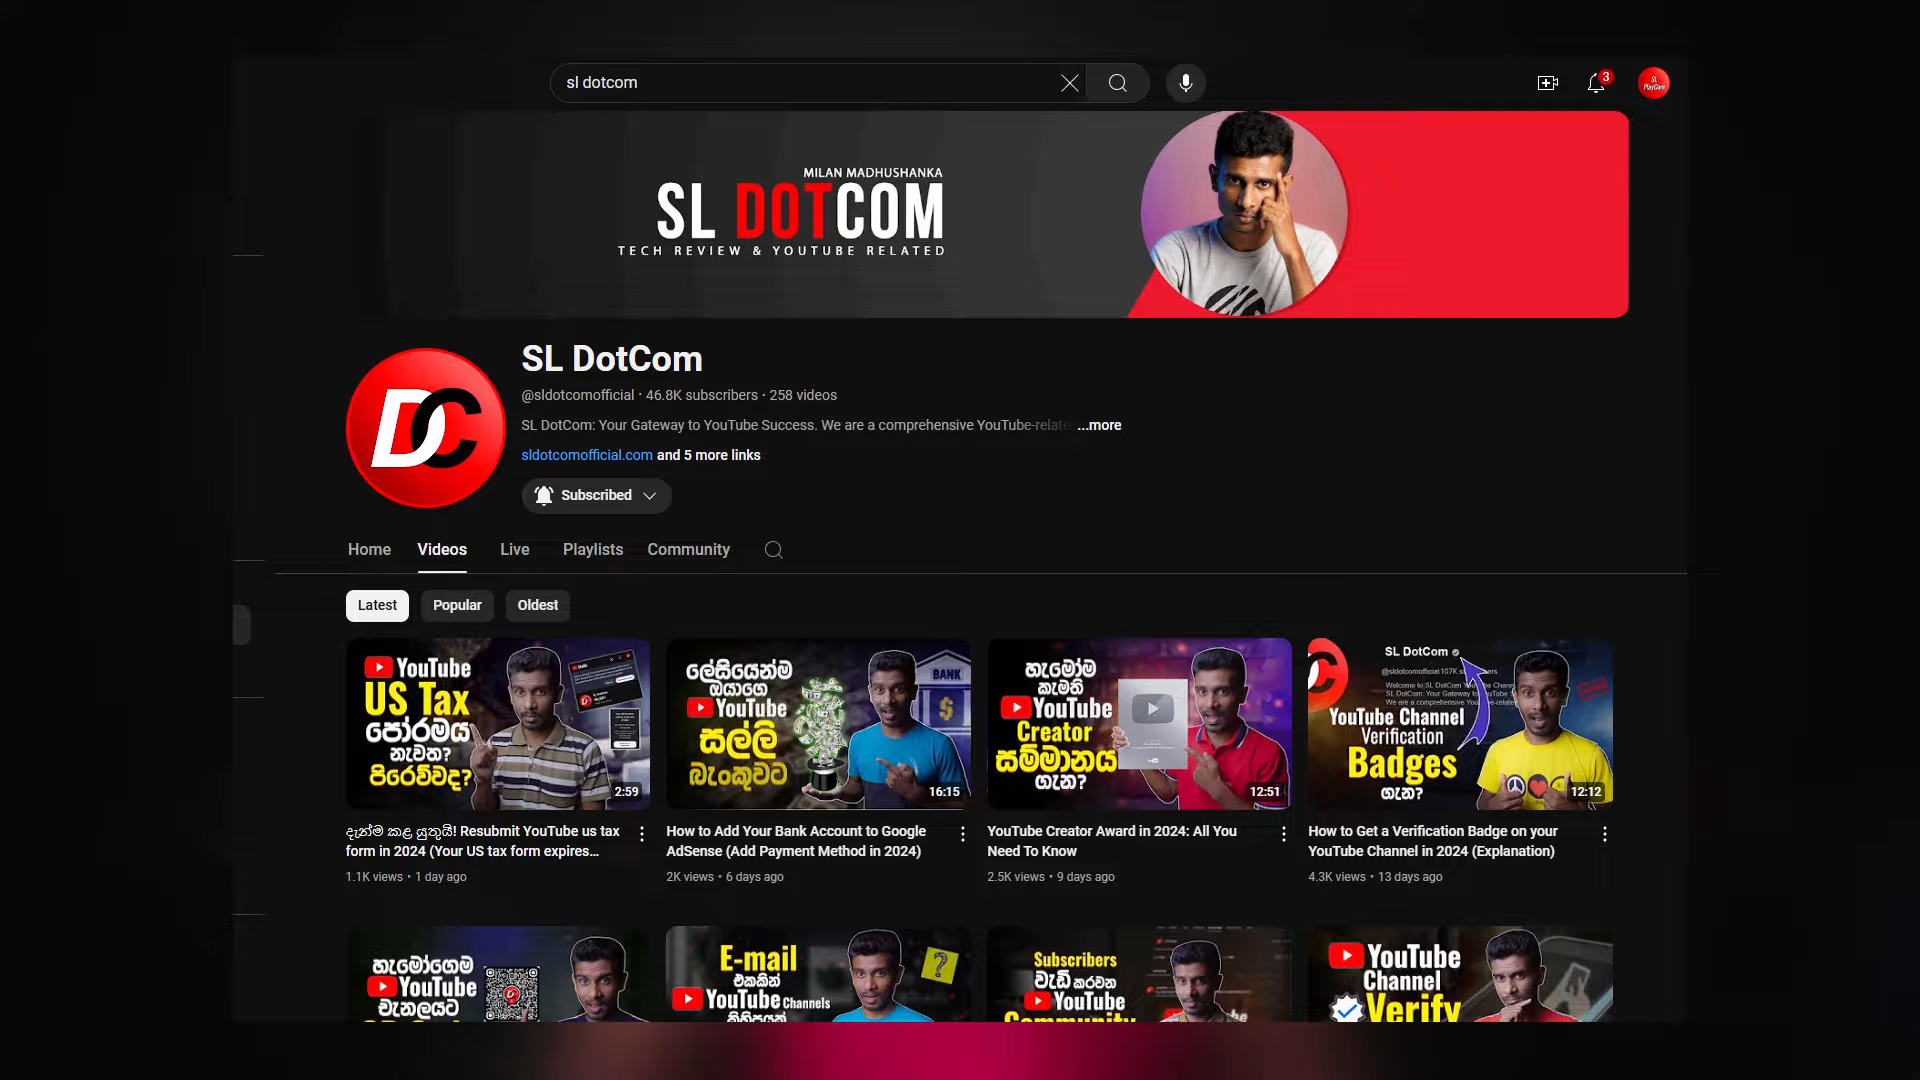 sl dotcom
3
SL
PlayCom
MILAN MADHUSHANKA
SL DOTCOM
TECH REVIEW & YOUTUBE RELATED
DC
SL DotCom
@sldotcomofficial · 46.8K subscribers · 258 videos
SL DotCom: Your Gateway to YouTube Success. We are a comprehensive YouTube-relate ...more
sldotcomofficial.com and 5 more links
Subscribed
Home Videos Live Playlists Community
Latest Popular Oldest
YouTube
US Tax
පෝරමය
නැවත?
පිරෙව්වද?
2:59
ලේසියෙන්ම
ඔයාගෙ
YouTube
සල්ලි
බැංකුවට
BANK
$
16:15
හැමෝම
කැමති
YouTube
Creator
සම්මානය
ගැන?
12:51
SL DotCom
@sldotcomofficial 107K
YouTube Channel
Verification
Badges
ගැන?
12:12
දැන්ම කළ යුතුයි! Resubmit YouTube us tax
form in 2024 (Your US tax form expires...
1.1K views · 1 day ago
How to Add Your Bank Account to Google
AdSense (Add Payment Method in 2024)
2K views · 6 days ago
YouTube Creator Award in 2024: All You
Need To Know
2.5K views · 9 days ago
How to Get a Verification Badge on your
YouTube Channel in 2024 (Explanation)
4.3K views · 13 days ago
හැමෝගෙම
YouTube
චැනලයට
E-mail
එකකින්
YouTube Channels
කිහිපයක්
?
Subscribers
වැඩි කරවන
YouTube
Community
YouTube
Channel
Verify